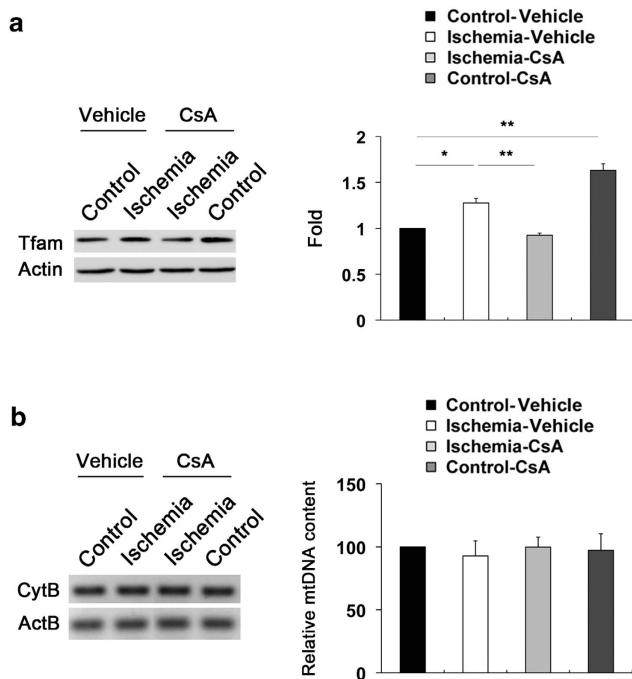 a
Vehicle CsA
Control Ischemia Ischemia Control
Tfam
Actin
Control-Vehicle
Ischemia-Vehicle
Ischemia-CsA
Control-CsA
**
* **
2
1.5
1
0.5
0
Fold
b
Vehicle CsA
Control Ischemia Ischemia Control
CytB
ActB
Control-Vehicle
Ischemia-Vehicle
Ischemia-CsA
Control-CsA
150
100
50
0
Relative mtDNA content